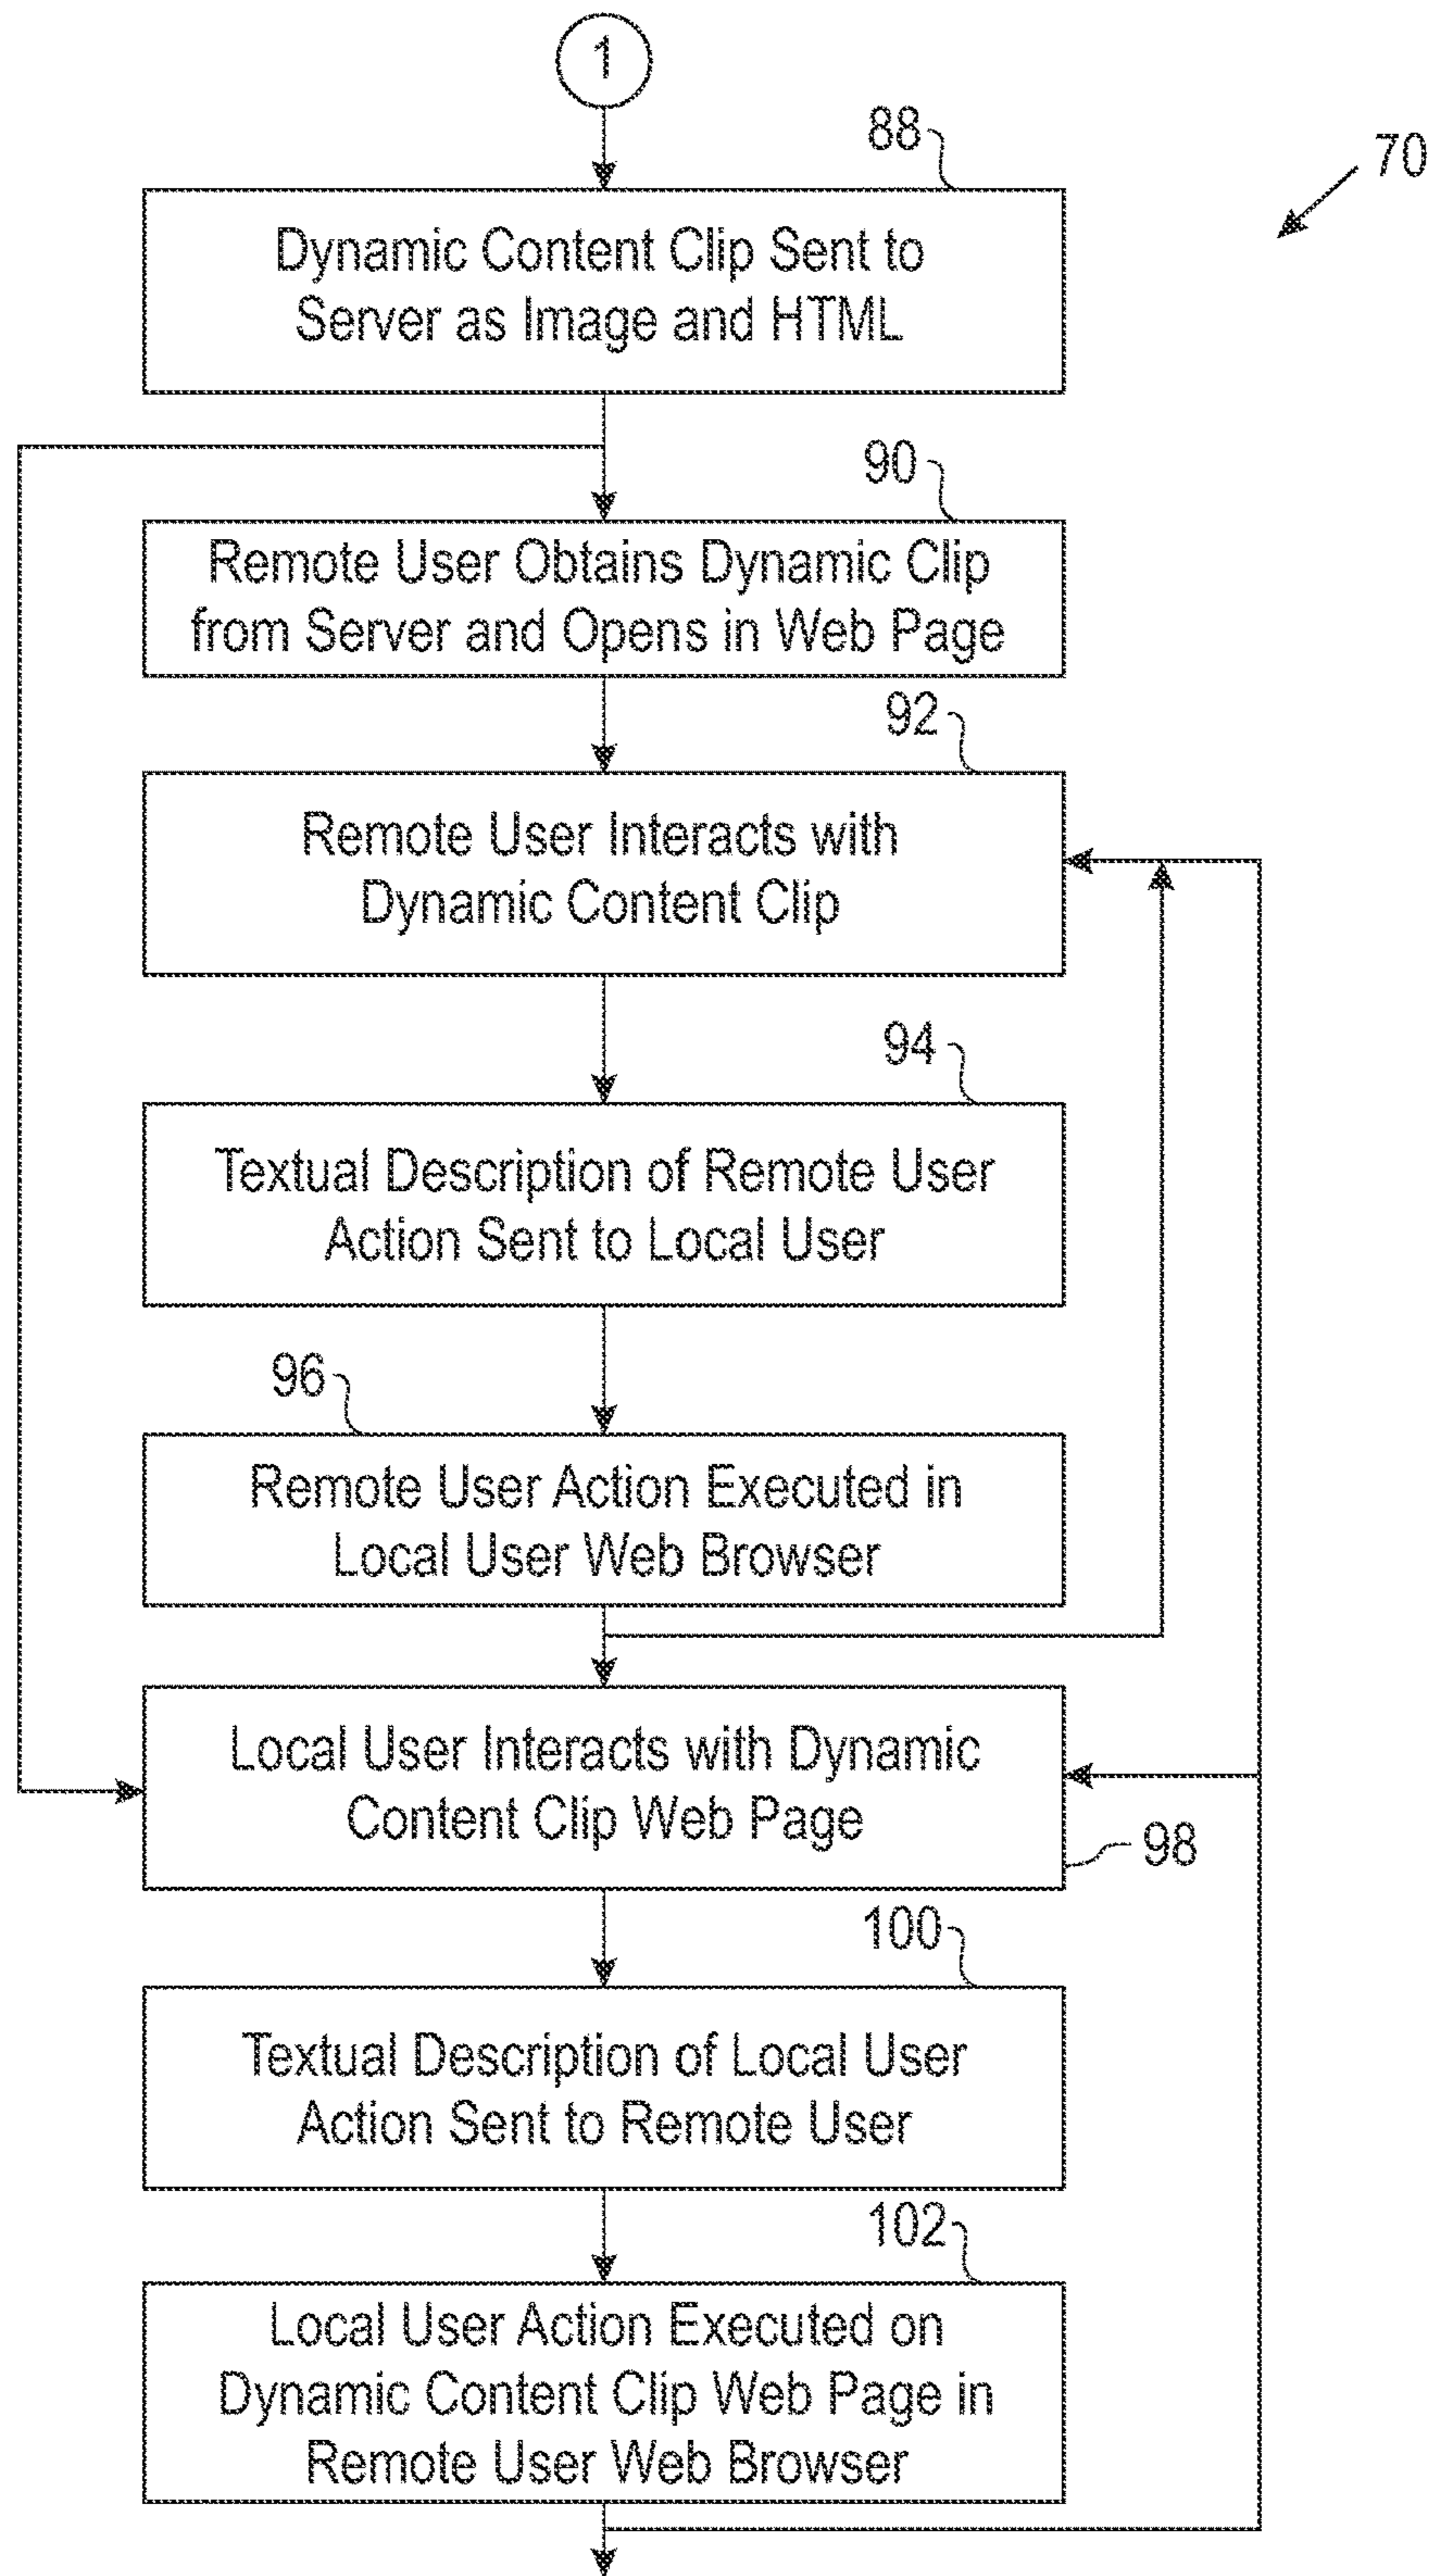 1
88
70
Dynamic Content Clip Sent to
Server as Image and HTML
90
Remote User Obtains Dynamic Clip
from Server and Opens in Web Page
92
Remote User Interacts with
Dynamic Content Clip
94
Textual Description of Remote User
Action Sent to Local User
96
Remote User Action Executed in
Local User Web Browser
Local User Interacts with Dynamic
Content Clip Web Page
98
100
Textual Description of Local User
Action Sent to Remote User
102
Local User Action Executed on
Dynamic Content Clip Web Page in
Remote User Web Browser